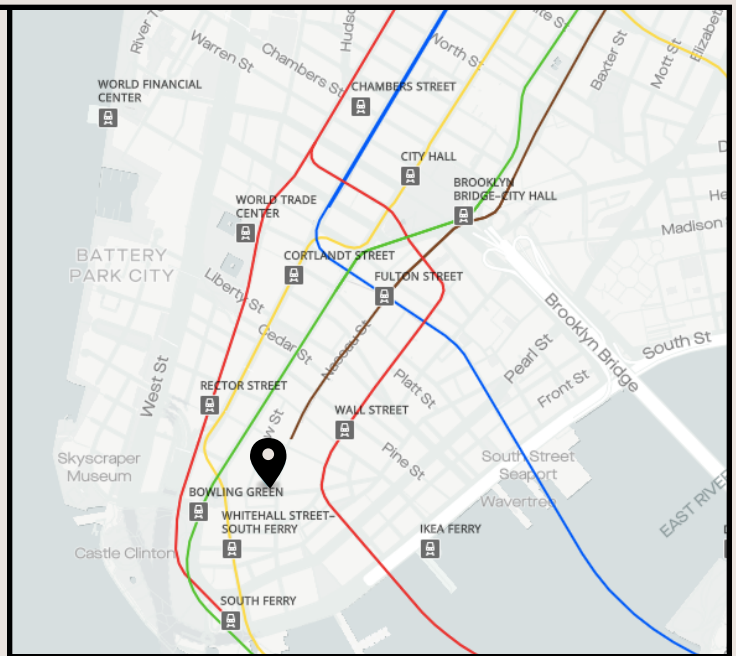 River T
Warren St
Chambers St
Hudso
North St
Baxter St
Mott St
Elizabe
WORLD FINANCIAL
CENTER
CHAMBERS STREET
CITY HALL
BROOKLYN
BRIDGE–CITY HALL
WORLD TRADE
CENTER
He
Madison
BATTERY
PARK CITY
CORTLANDT STREET
FULTON STREET
Liberty St
Cedar St
Nassau St
Brooklyn Bridge
South St
Pearl St
Front St
Platt St
West St
RECTOR STREET
WALL STREET
w St
Pine St
Skyscraper
Museum
South Street
Seaport
Wavertree
EAST RIVER
BOWLING GREEN
WHITEHALL STREET–
SOUTH FERRY
IKEA FERRY
Castle Clinton
SOUTH FERRY